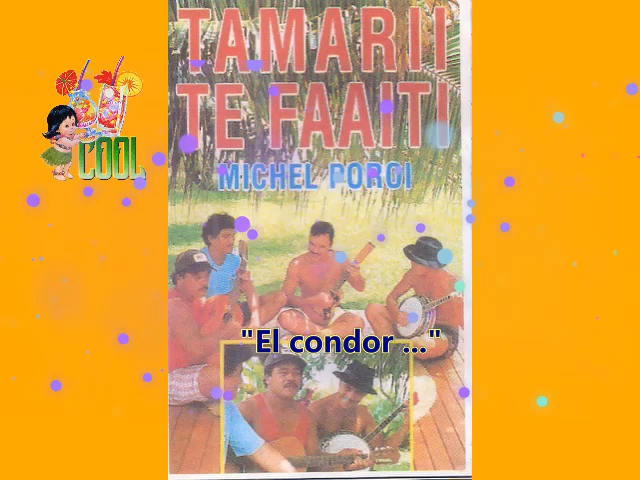 TAMARII
TE FAAITI
MICHEL POROI
COOL
"El condor ..."